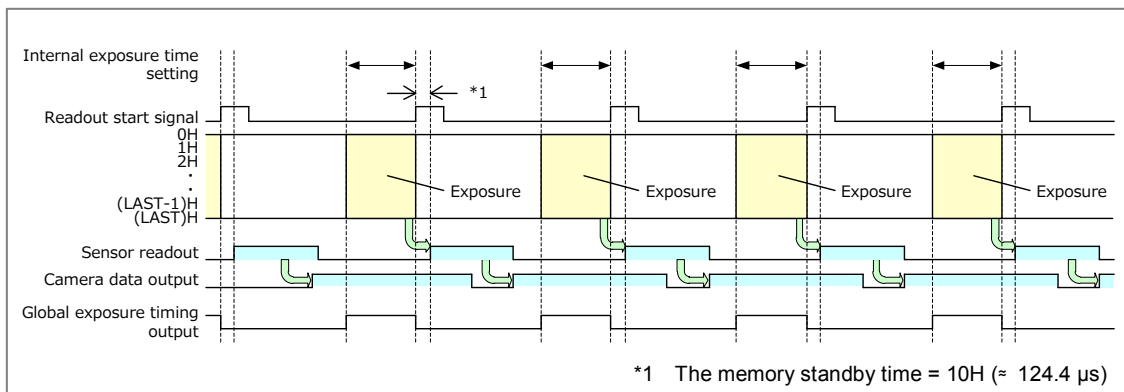 Internal exposure time
setting
*1
Readout start signal
0H
1H
2H
・
・
(LAST-1)H
(LAST)H
Exposure Exposure Exposure Exposure
Sensor readout
Camera data output
Global exposure timing
output
*1 The memory standby time = 10H (≈ 124.4 μs)